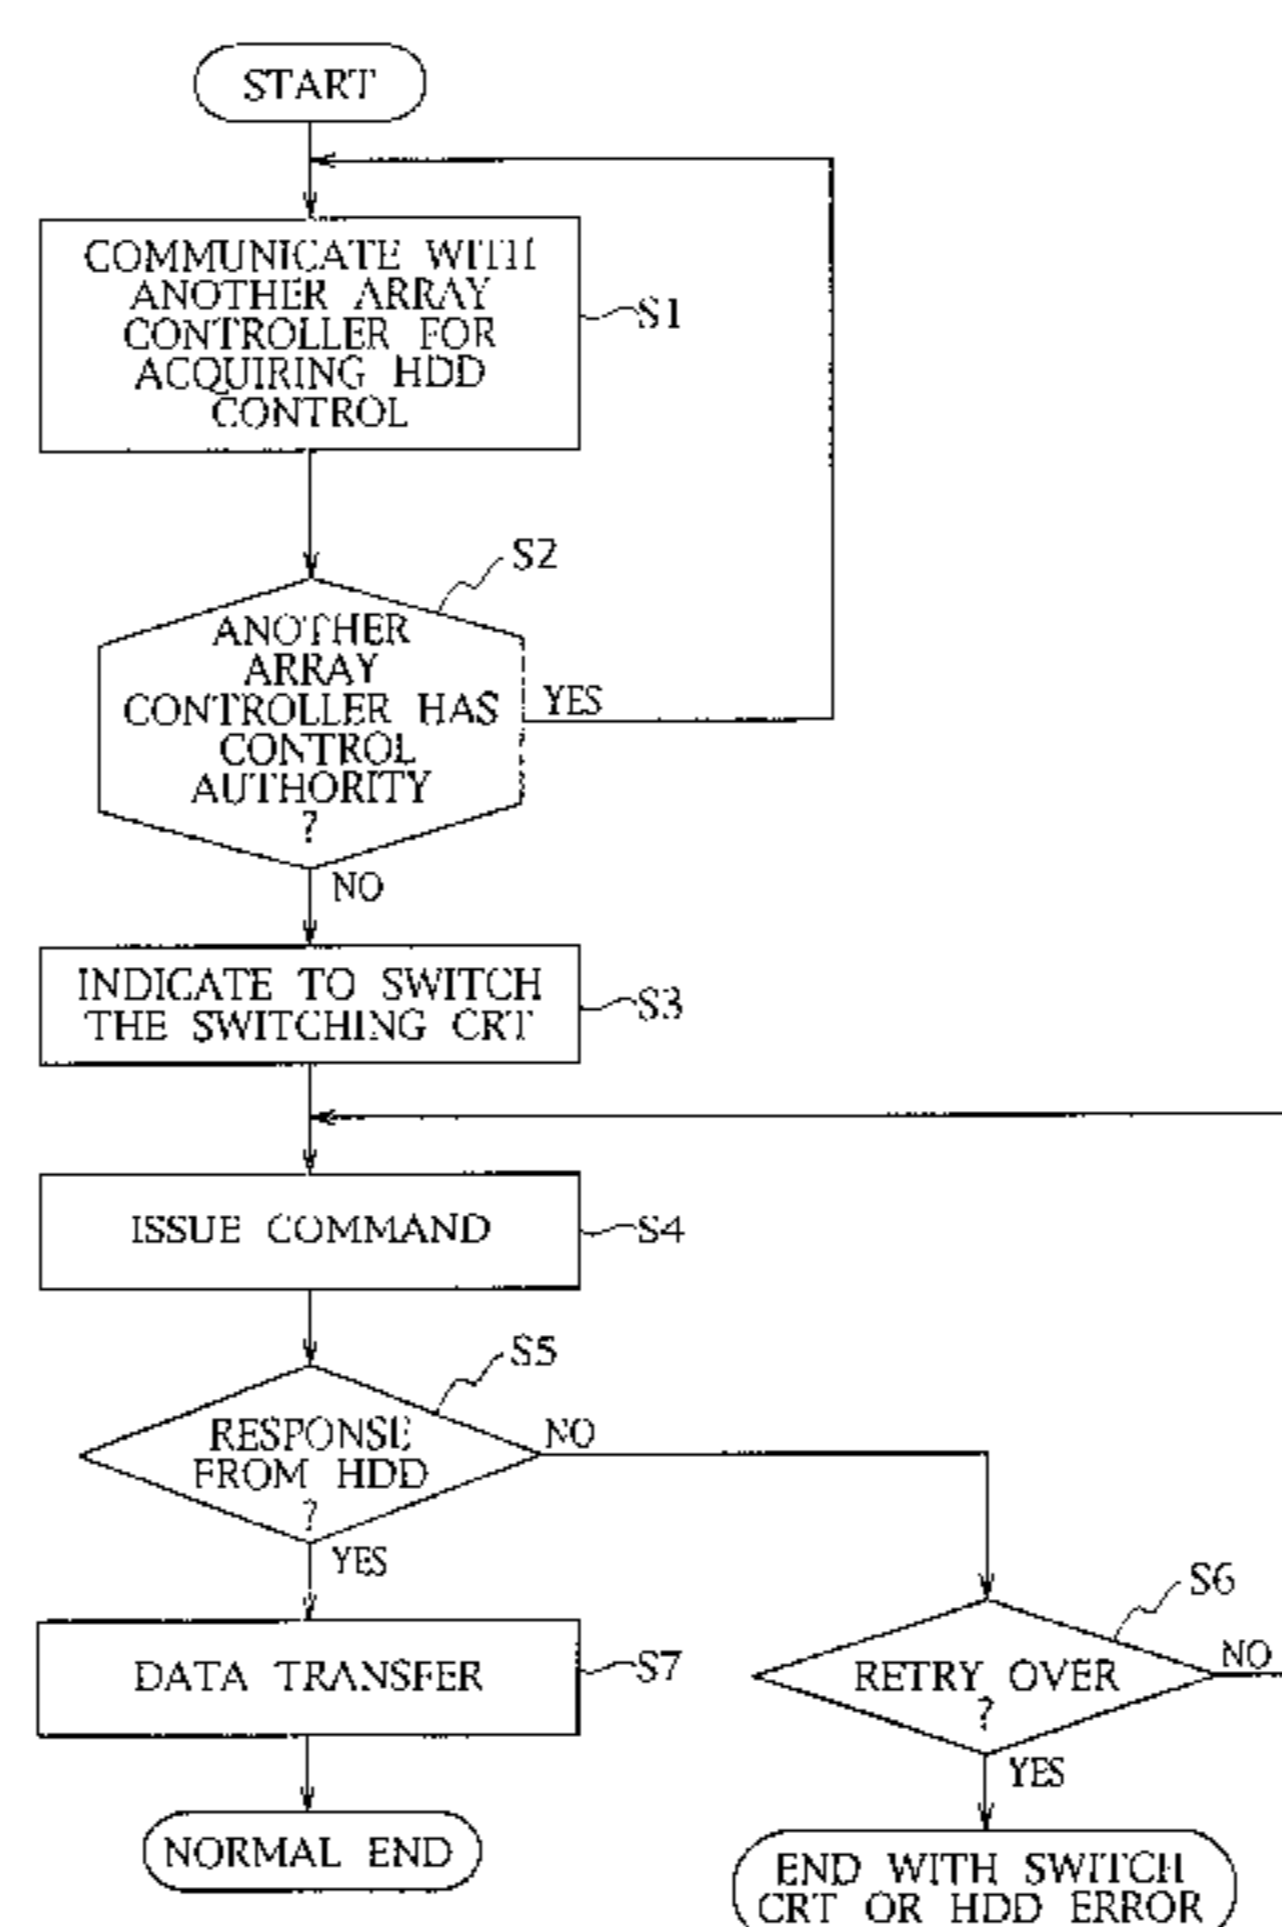 START
COMMUNICATE WITH
ANOTHER ARRAY
CONTROLLER FOR
ACQUIRING HDD
CONTROL
S1
S2
ANOTHER
ARRAY
CONTROLLER HAS
CONTROL
AUTHORITY
?
YES
NO
INDICATE TO SWITCH
THE SWITCHING CRT
S3
ISSUE COMMAND
S4
S5
RESPONSE
FROM HDD
?
NO
YES
S6
RETRY OVER
?
NO
YES
DATA TRANSFER
S7
NORMAL END
END WITH SWITCH
CRT OR HDD ERROR